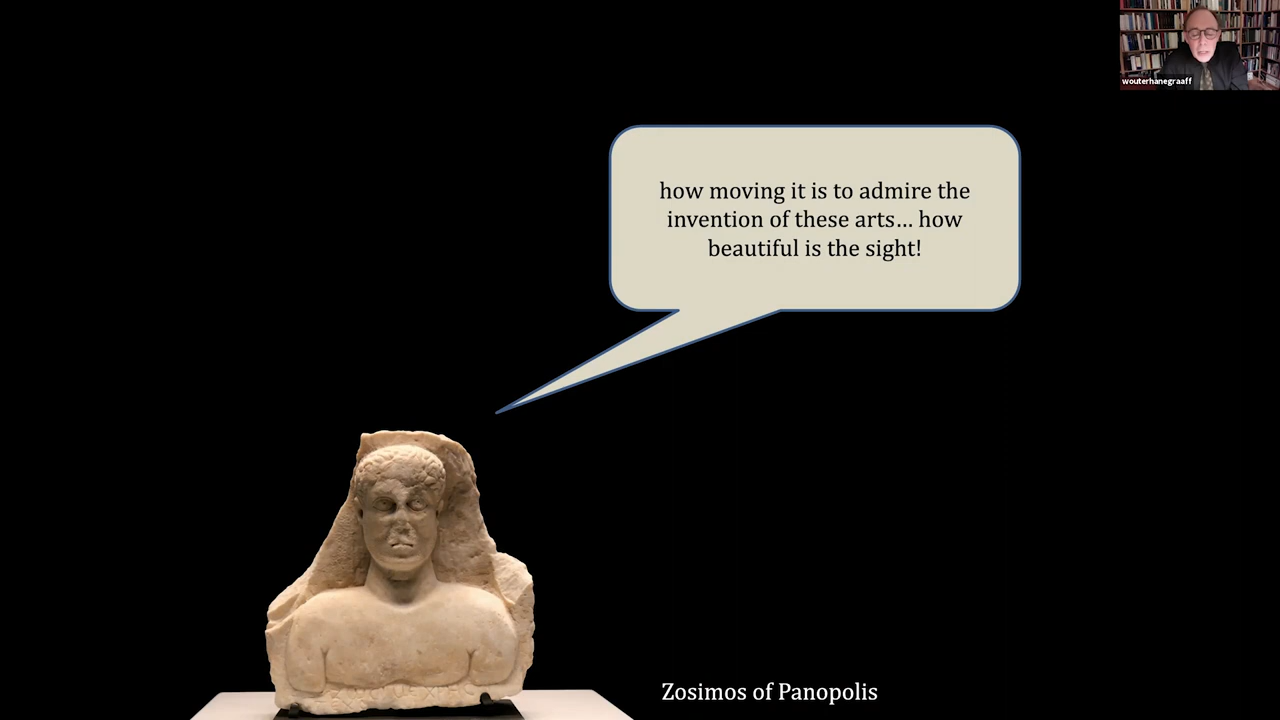 wouterhanegraaff
how moving it is to admire the
invention of these arts… how
beautiful is the sight!
Zosimos of Panopolis